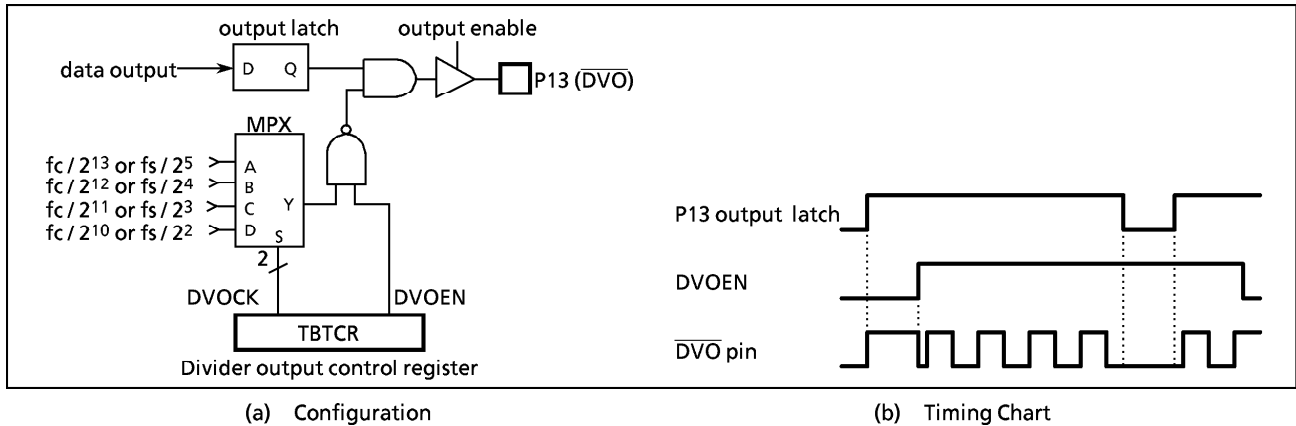 output latch
output enable
data output
D Q
P13 (DVO)
MPX
fc / 2¹³ or fs / 2⁵
fc / 2¹² or fs / 2⁴
fc / 2¹¹ or fs / 2³
fc / 2¹⁰ or fs / 2²
A
B
C
D
Y
S
2
DVOCK
DVOEN
TBTCR
Divider output control register
(a) Configuration
P13 output latch
DVOEN
DVO pin
(b) Timing Chart